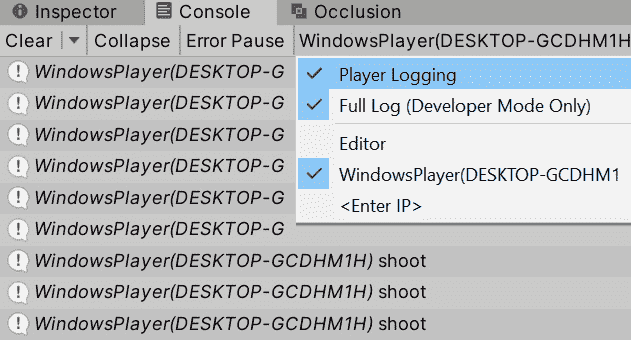 Inspector Console Occlusion
Clear Collapse Error Pause WindowsPlayer(DESKTOP-GCDHM1H
WindowsPlayer(DESKTOP-G
Player Logging
WindowsPlayer(DESKTOP-G
Full Log (Developer Mode Only)
WindowsPlayer(DESKTOP-G
Editor
WindowsPlayer(DESKTOP-G
WindowsPlayer(DESKTOP-GCDHM1
WindowsPlayer(DESKTOP-G
<Enter IP>
WindowsPlayer(DESKTOP-G
WindowsPlayer(DESKTOP-GCDHM1H) shoot
WindowsPlayer(DESKTOP-GCDHM1H) shoot
WindowsPlayer(DESKTOP-GCDHM1H) shoot